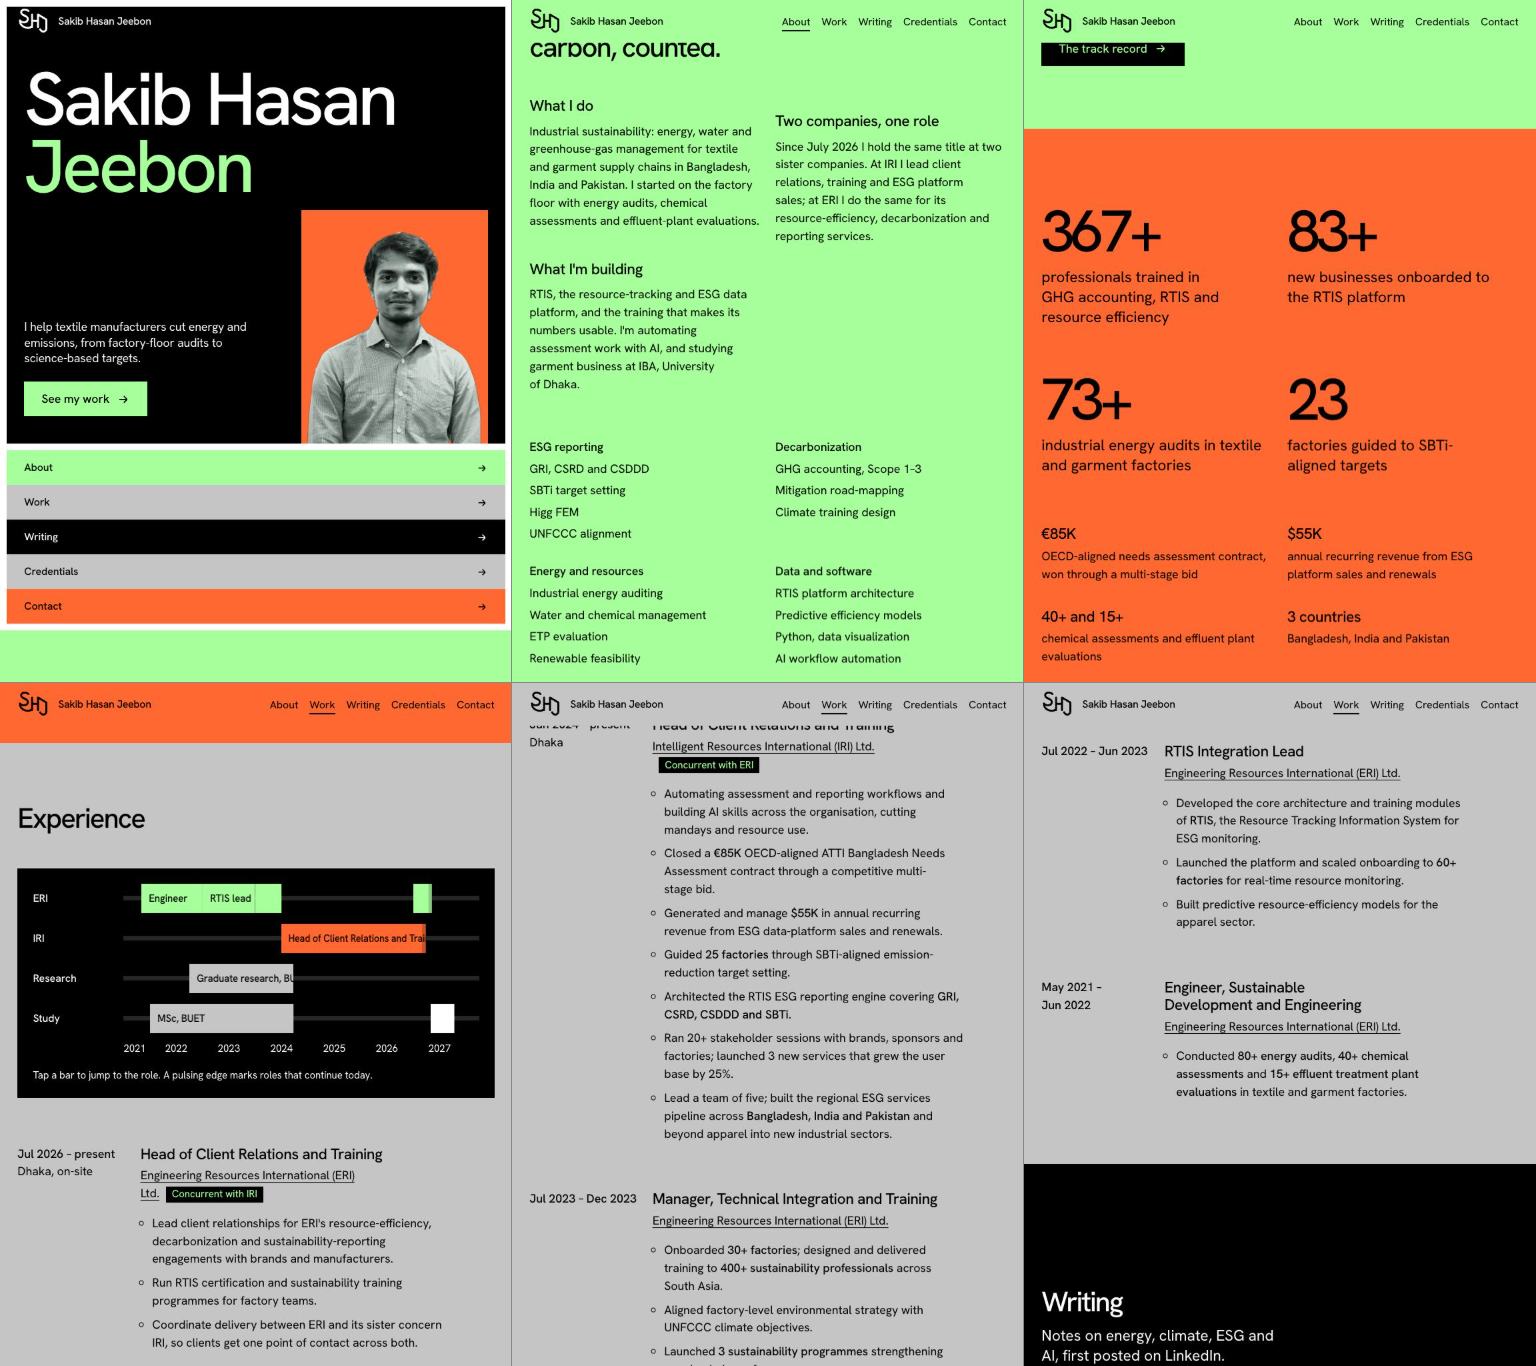 SHJ Sakib Hasan Jeebon
Sakib Hasan
Jeebon
I help textile manufacturers cut energy and
emissions, from factory-floor audits to
science-based targets.
See my work →
About →
Work →
Writing →
Credentials →
Contact →
Sakib Hasan Jeebon
About Work Writing Credentials Contact
carbon, counted.
What I do
Industrial sustainability: energy, water and
greenhouse-gas management for textile
and garment supply chains in Bangladesh,
India and Pakistan. I started on the factory
floor with energy audits, chemical
assessments and effluent-plant evaluations.
Two companies, one role
Since July 2026 I hold the same title at two
sister companies. At IRI I lead client
relations, training and ESG platform
sales; at ERI I do the same for its
resource-efficiency, decarbonization and
reporting services.
What I'm building
RTIS, the resource-tracking and ESG data
platform, and the training that makes its
numbers usable. I'm automating
assessment work with AI, and studying
garment business at IBA, University
of Dhaka.
ESG reporting
GRI, CSRD and CSDDD
SBTi target setting
Higg FEM
UNFCCC alignment
Decarbonization
GHG accounting, Scope 1–3
Mitigation road-mapping
Climate training design
Energy and resources
Industrial energy auditing
Water and chemical management
ETP evaluation
Renewable feasibility
Data and software
RTIS platform architecture
Predictive efficiency models
Python, data visualization
AI workflow automation
Sakib Hasan Jeebon
About Work Writing Credentials Contact
The track record →
367+
professionals trained in
GHG accounting, RTIS and
resource efficiency
83+
new businesses onboarded to
the RTIS platform
73+
industrial energy audits in textile
and garment factories
23
factories guided to SBTi-
aligned targets
€85K
OECD-aligned needs assessment contract,
won through a multi-stage bid
$55K
annual recurring revenue from ESG
platform sales and renewals
40+ and 15+
chemical assessments and effluent plant
evaluations
3 countries
Bangladesh, India and Pakistan
Sakib Hasan Jeebon
About Work Writing Credentials Contact
Experience
ERI Engineer RTIS lead
IRI Head of Client Relations and Trai
Research Graduate research, BU
Study MSc, BUET
2021 2022 2023 2024 2025 2026 2027
Tap a bar to jump to the role. A pulsing edge marks roles that continue today.
Jul 2026 – present
Dhaka, on-site
Head of Client Relations and Training
Engineering Resources International (ERI)
Ltd. Concurrent with IRI
Lead client relationships for ERI's resource-efficiency,
decarbonization and sustainability-reporting
engagements with brands and manufacturers.
Run RTIS certification and sustainability training
programmes for factory teams.
Coordinate delivery between ERI and its sister concern
IRI, so clients get one point of contact across both.
Sakib Hasan Jeebon
About Work Writing Credentials Contact
Jun 2024 – present
Dhaka
Head of Client Relations and Training
Intelligent Resources International (IRI) Ltd.
Concurrent with ERI
Automating assessment and reporting workflows and
building AI skills across the organisation, cutting
mandays and resource use.
Closed a €85K OECD-aligned ATTI Bangladesh Needs
Assessment contract through a competitive multi-
stage bid.
Generated and manage $55K in annual recurring
revenue from ESG data-platform sales and renewals.
Guided 25 factories through SBTi-aligned emission-
reduction target setting.
Architected the RTIS ESG reporting engine covering GRI,
CSRD, CSDDD and SBTi.
Ran 20+ stakeholder sessions with brands, sponsors and
factories; launched 3 new services that grew the user
base by 25%.
Lead a team of five; built the regional ESG services
pipeline across Bangladesh, India and Pakistan and
beyond apparel into new industrial sectors.
Jul 2023 – Dec 2023
Manager, Technical Integration and Training
Engineering Resources International (ERI) Ltd.
Onboarded 30+ factories; designed and delivered
training to 400+ sustainability professionals across
South Asia.
Aligned factory-level environmental strategy with
UNFCCC climate objectives.
Launched 3 sustainability programmes strengthening
Sakib Hasan Jeebon
About Work Writing Credentials Contact
Jul 2022 – Jun 2023
RTIS Integration Lead
Engineering Resources International (ERI) Ltd.
Developed the core architecture and training modules
of RTIS, the Resource Tracking Information System for
ESG monitoring.
Launched the platform and scaled onboarding to 60+
factories for real-time resource monitoring.
Built predictive resource-efficiency models for the
apparel sector.
May 2021 –
Jun 2022
Engineer, Sustainable
Development and Engineering
Engineering Resources International (ERI) Ltd.
Conducted 80+ energy audits, 40+ chemical
assessments and 15+ effluent treatment plant
evaluations in textile and garment factories.
Writing
Notes on energy, climate, ESG and
AI, first posted on LinkedIn.